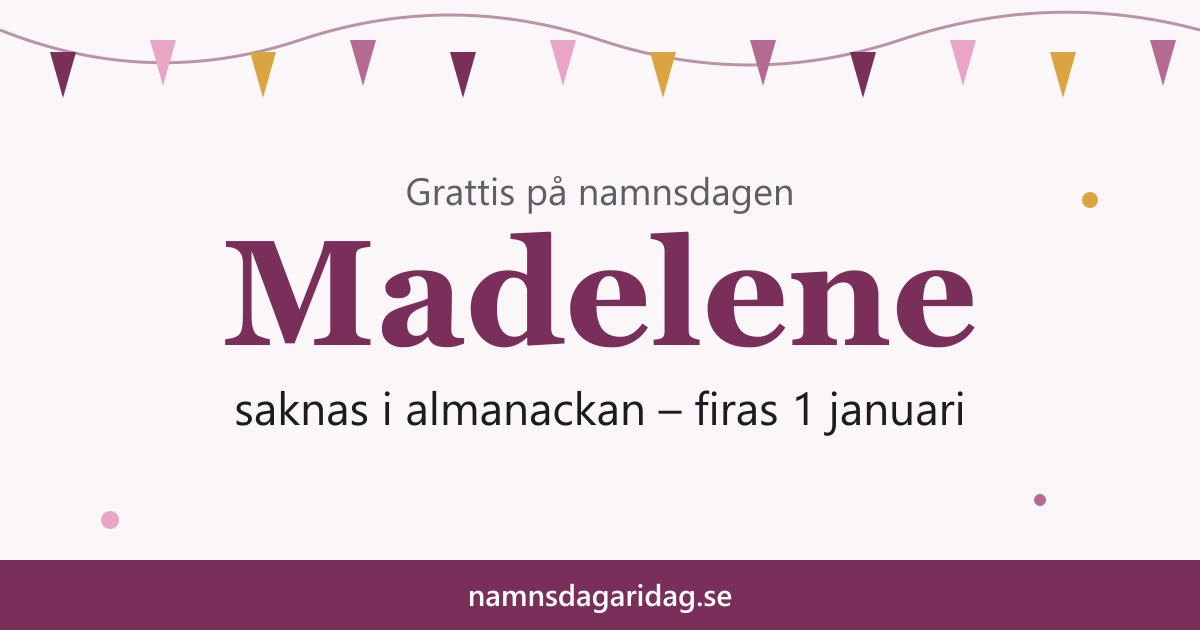 Grattis på namnsdagen
Madelene
saknas i almanackan – firas 1 januari
namnsdagaridag.se